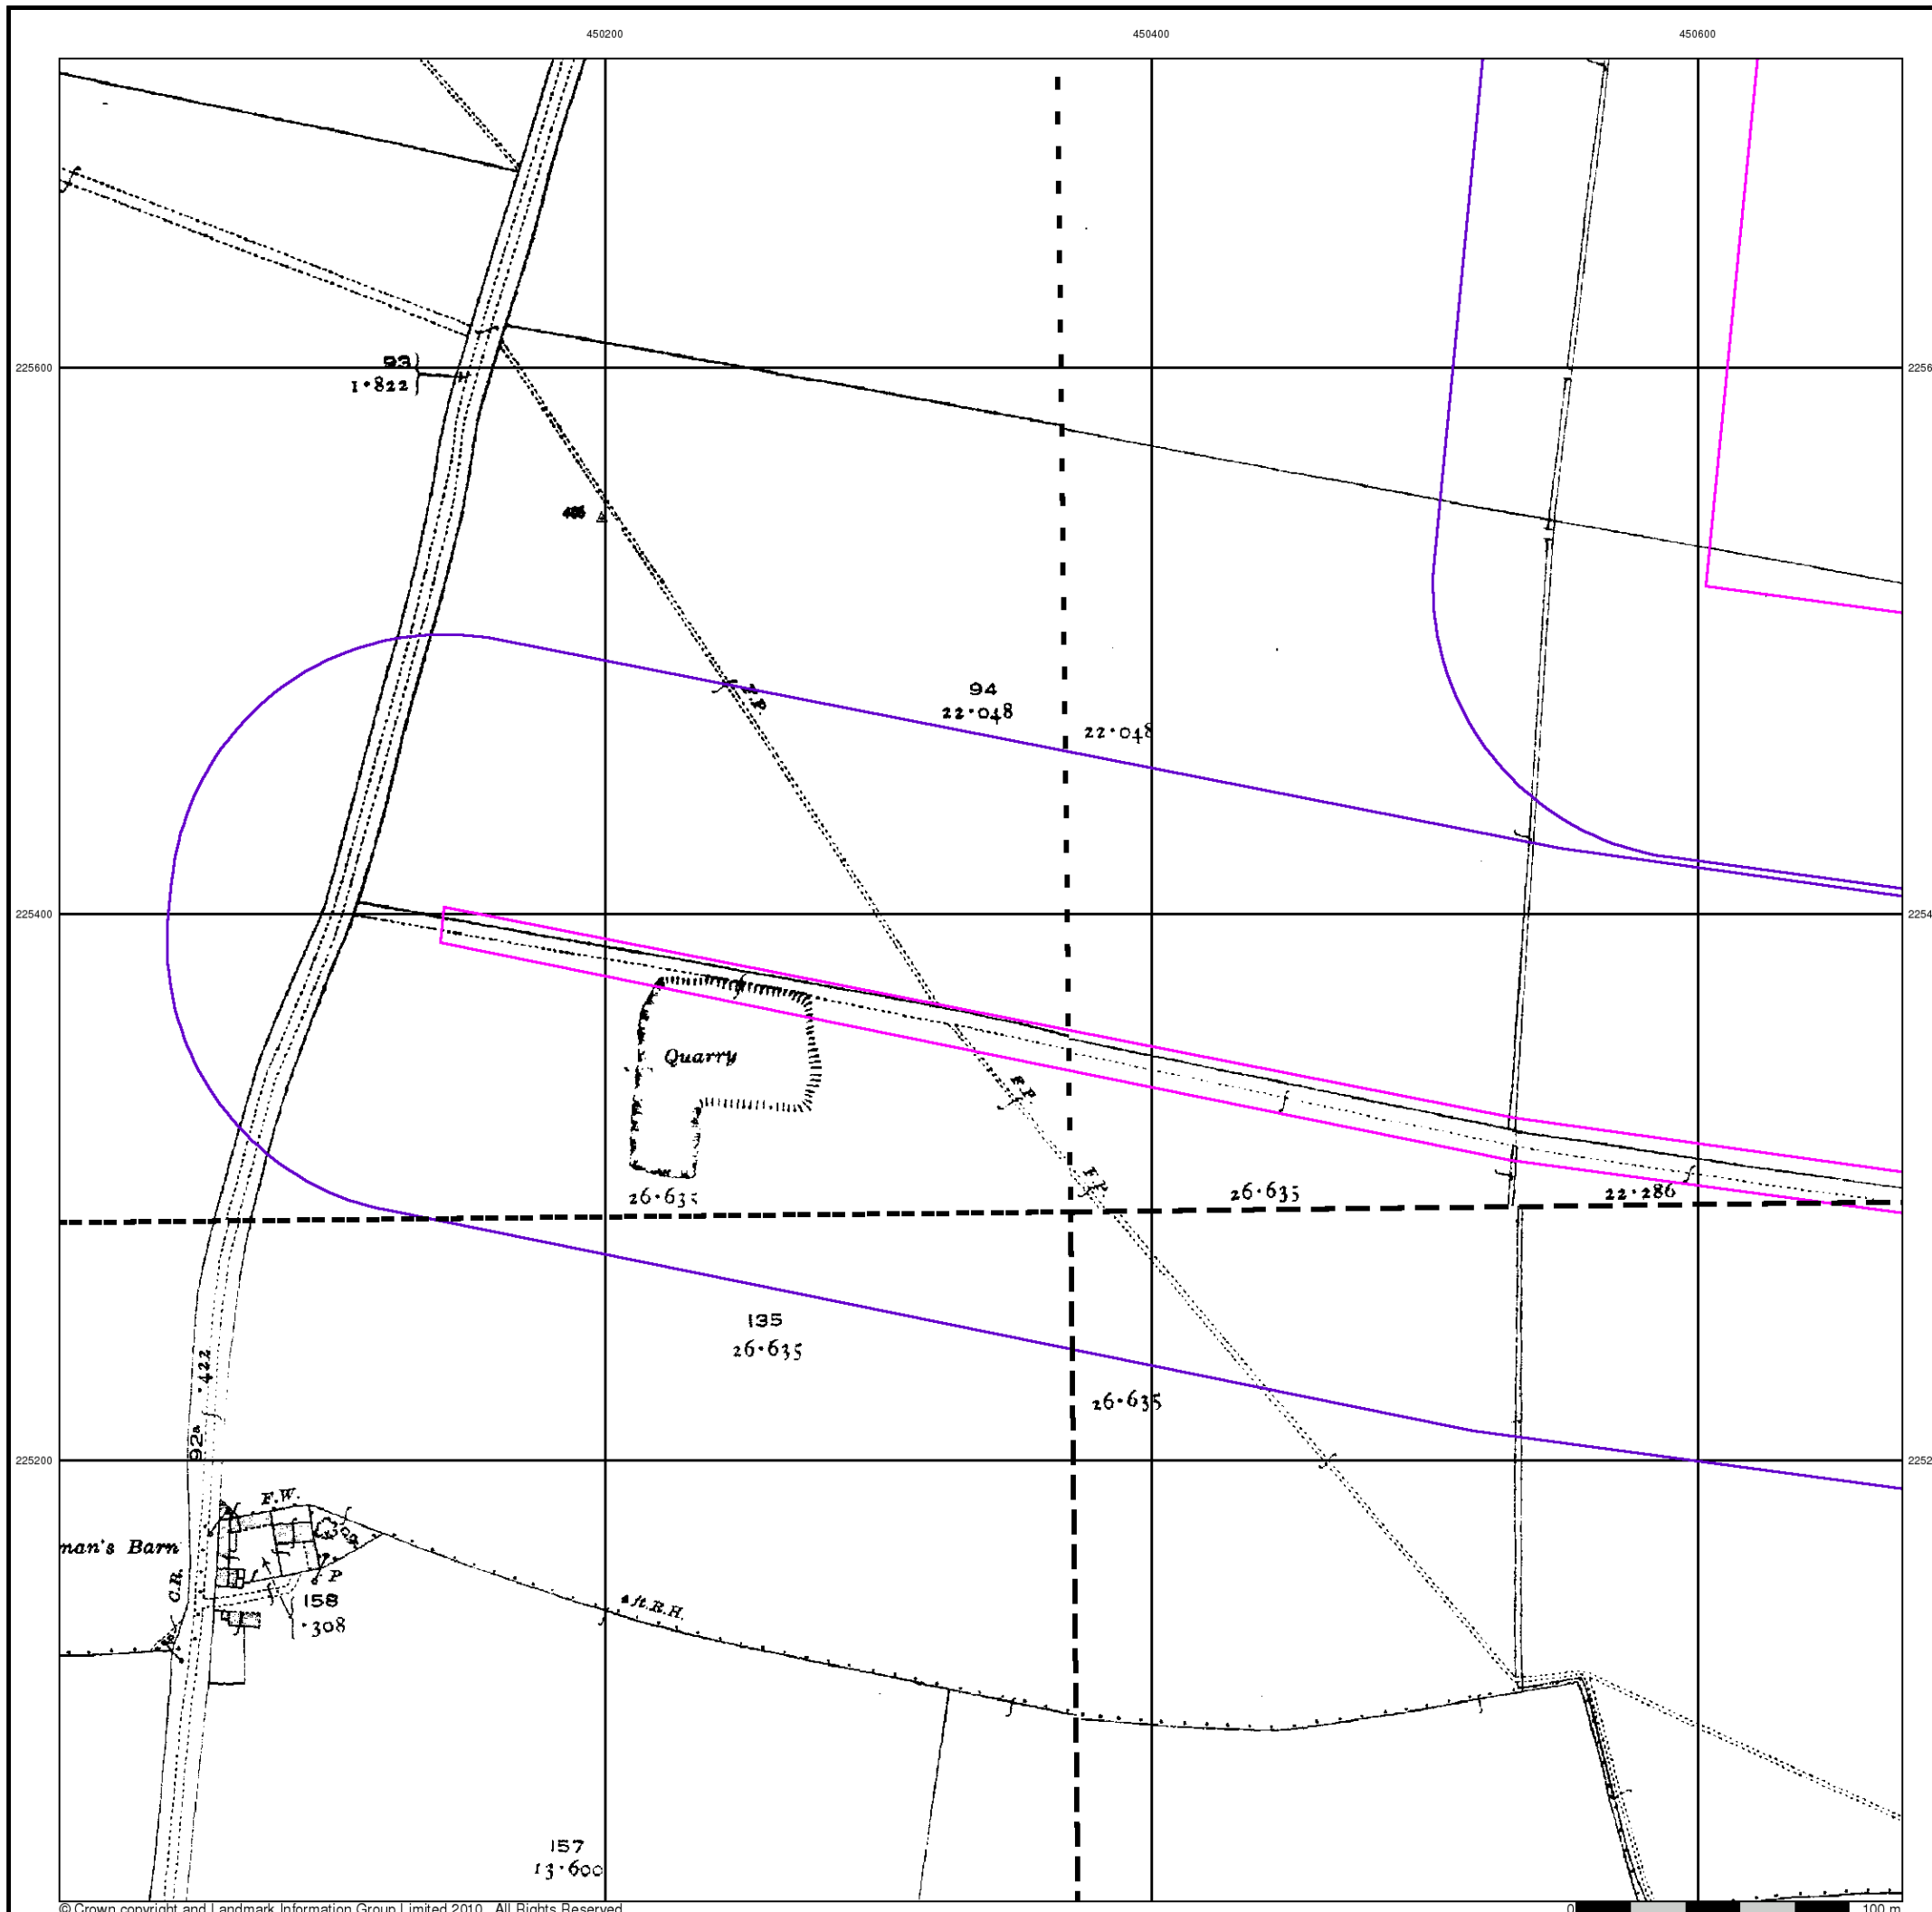 450200 450400 450600
225600
93
1·822
94
22·048
22·048
225400 2254
Quarry
F.P.
26·635
26·635
22·286
135
26·635
26·635
·422
92a
225200 2252
F.W.
man's Barn
C.R.
P
158
·308
4 ft.R.H.
157
13·600
© Crown copyright and Landmark Information Group Limited 2010. All Rights Reserved.
0 100 m